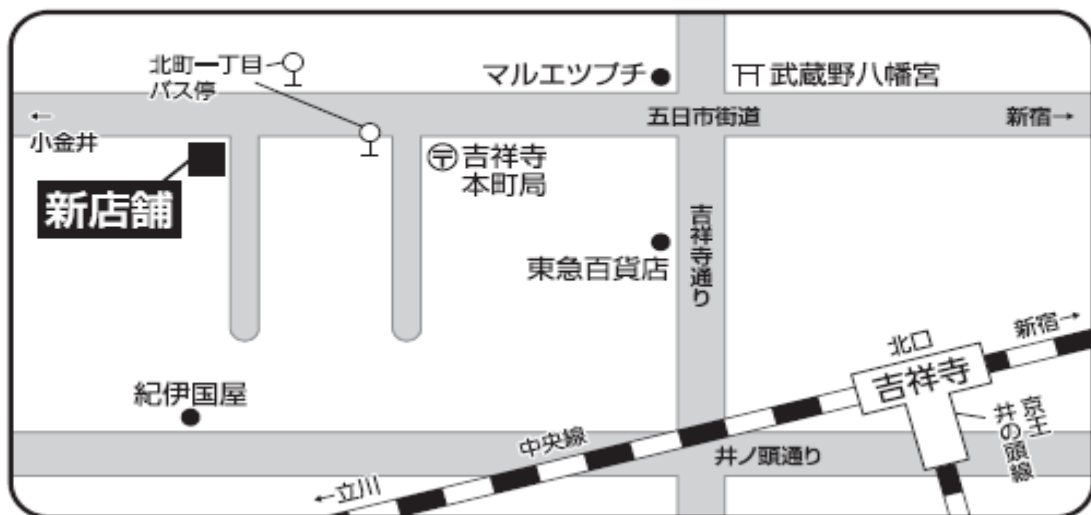 北町一丁目
バス停
マルエツプチ
武蔵野八幡宮
←
小金井
五日市街道
新宿→
新店舗
〒吉祥寺
本町局
吉祥寺通り
東急百貨店
新宿→
北口
吉祥寺
紀伊国屋
京王
井の頭線
中央線
井ノ頭通り
←立川